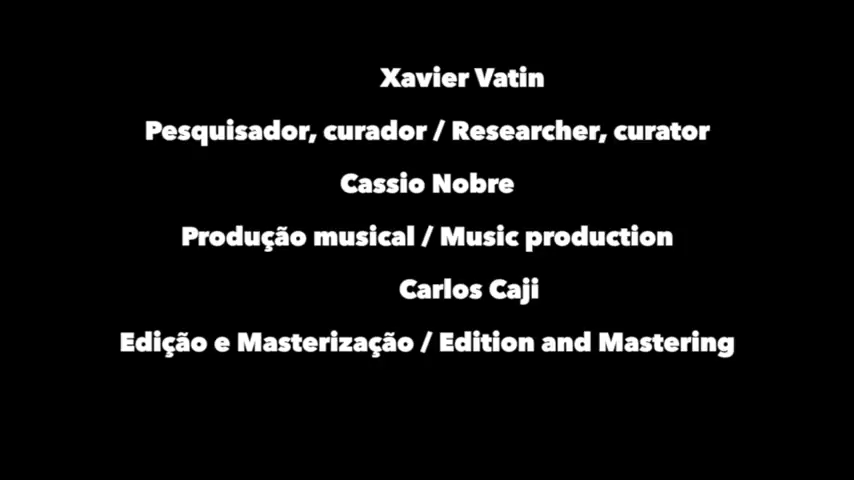 Xavier Vatin
Pesquisador, curador / Researcher, curator
Cassio Nobre
Produção musical / Music production
Carlos Caji
Edição e Masterização / Edition and Mastering